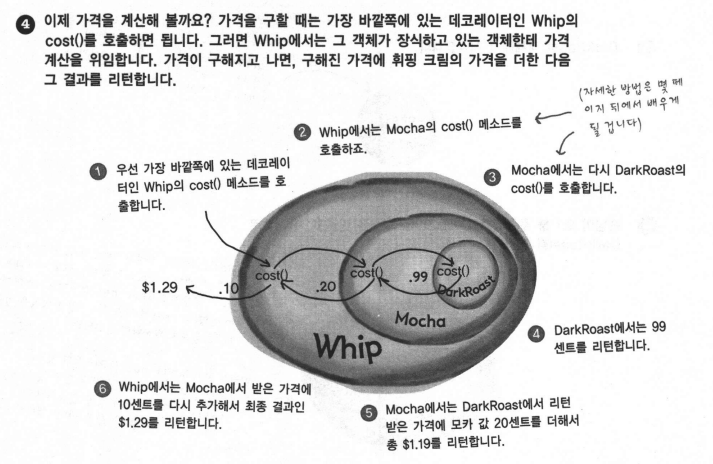 4 이제 가격을 계산해 볼까요? 가격을 구할 때는 가장 바깥쪽에 있는 데코레이터인 Whip의
cost()를 호출하면 됩니다. 그러면 Whip에서는 그 객체가 장식하고 있는 객체한테 가격
계산을 위임합니다. 가격이 구해지고 나면, 구해진 가격에 휘핑 크림의 가격을 더한 다음
그 결과를 리턴합니다.
(자세한 방법은 몇 페
이지 뒤에서 배우게
될 겁니다)
2 Whip에서는 Mocha의 cost() 메소드를
호출하죠.
1 우선 가장 바깥쪽에 있는 데코레이
터인 Whip의 cost() 메소드를 호
출합니다.
3 Mocha에서는 다시 DarkRoast의
cost()를 호출합니다.
$1.29 .10 cost() .20 cost() .99 cost()
DarkRoast
Mocha
Whip
4 DarkRoast에서는 99
센트를 리턴합니다.
6 Whip에서는 Mocha에서 받은 가격에
10센트를 다시 추가해서 최종 결과인
$1.29를 리턴합니다.
5 Mocha에서는 DarkRoast에서 리턴
받은 가격에 모카 값 20센트를 더해서
총 $1.19를 리턴합니다.